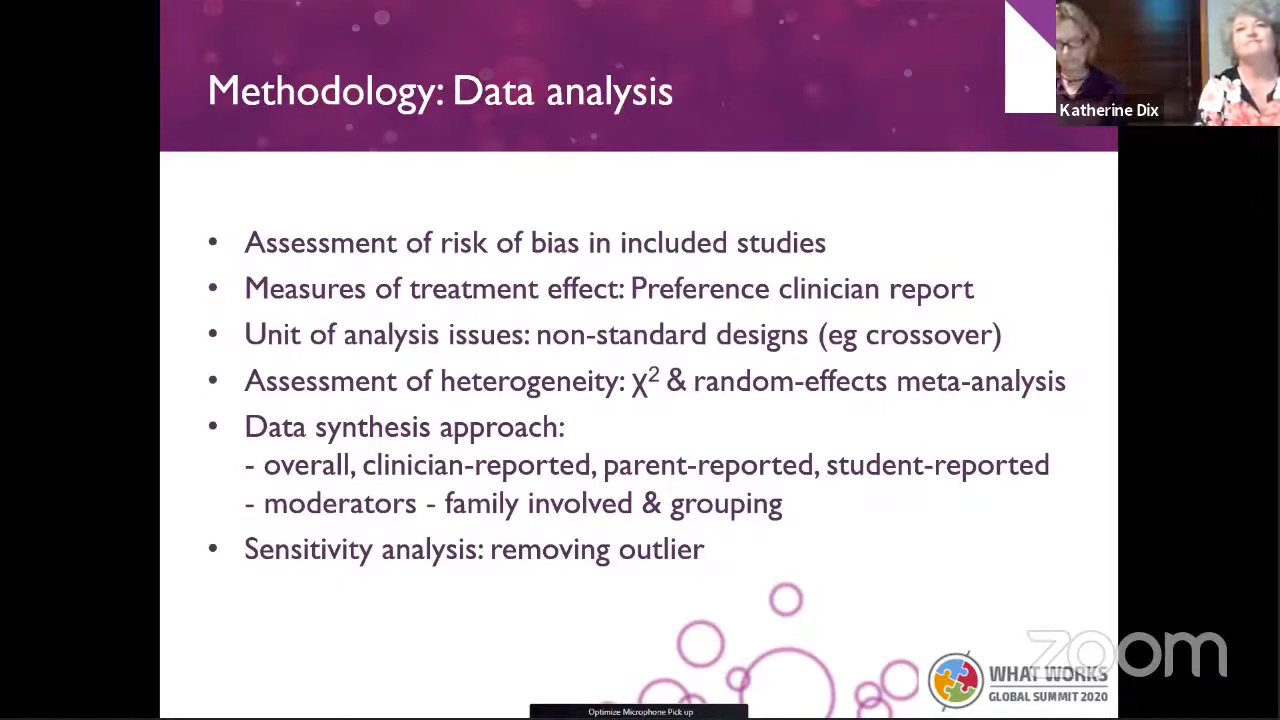 Methodology: Data analysis
Katherine Dix
• Assessment of risk of bias in included studies
• Measures of treatment effect: Preference clinician report
• Unit of analysis issues: non-standard designs (eg crossover)
• Assessment of heterogeneity: χ² & random-effects meta-analysis
• Data synthesis approach:
- overall, clinician-reported, parent-reported, student-reported
- moderators - family involved & grouping
• Sensitivity analysis: removing outlier
zoom
WHAT WORKS
GLOBAL SUMMIT 2020
Optimize Microphone Pick up